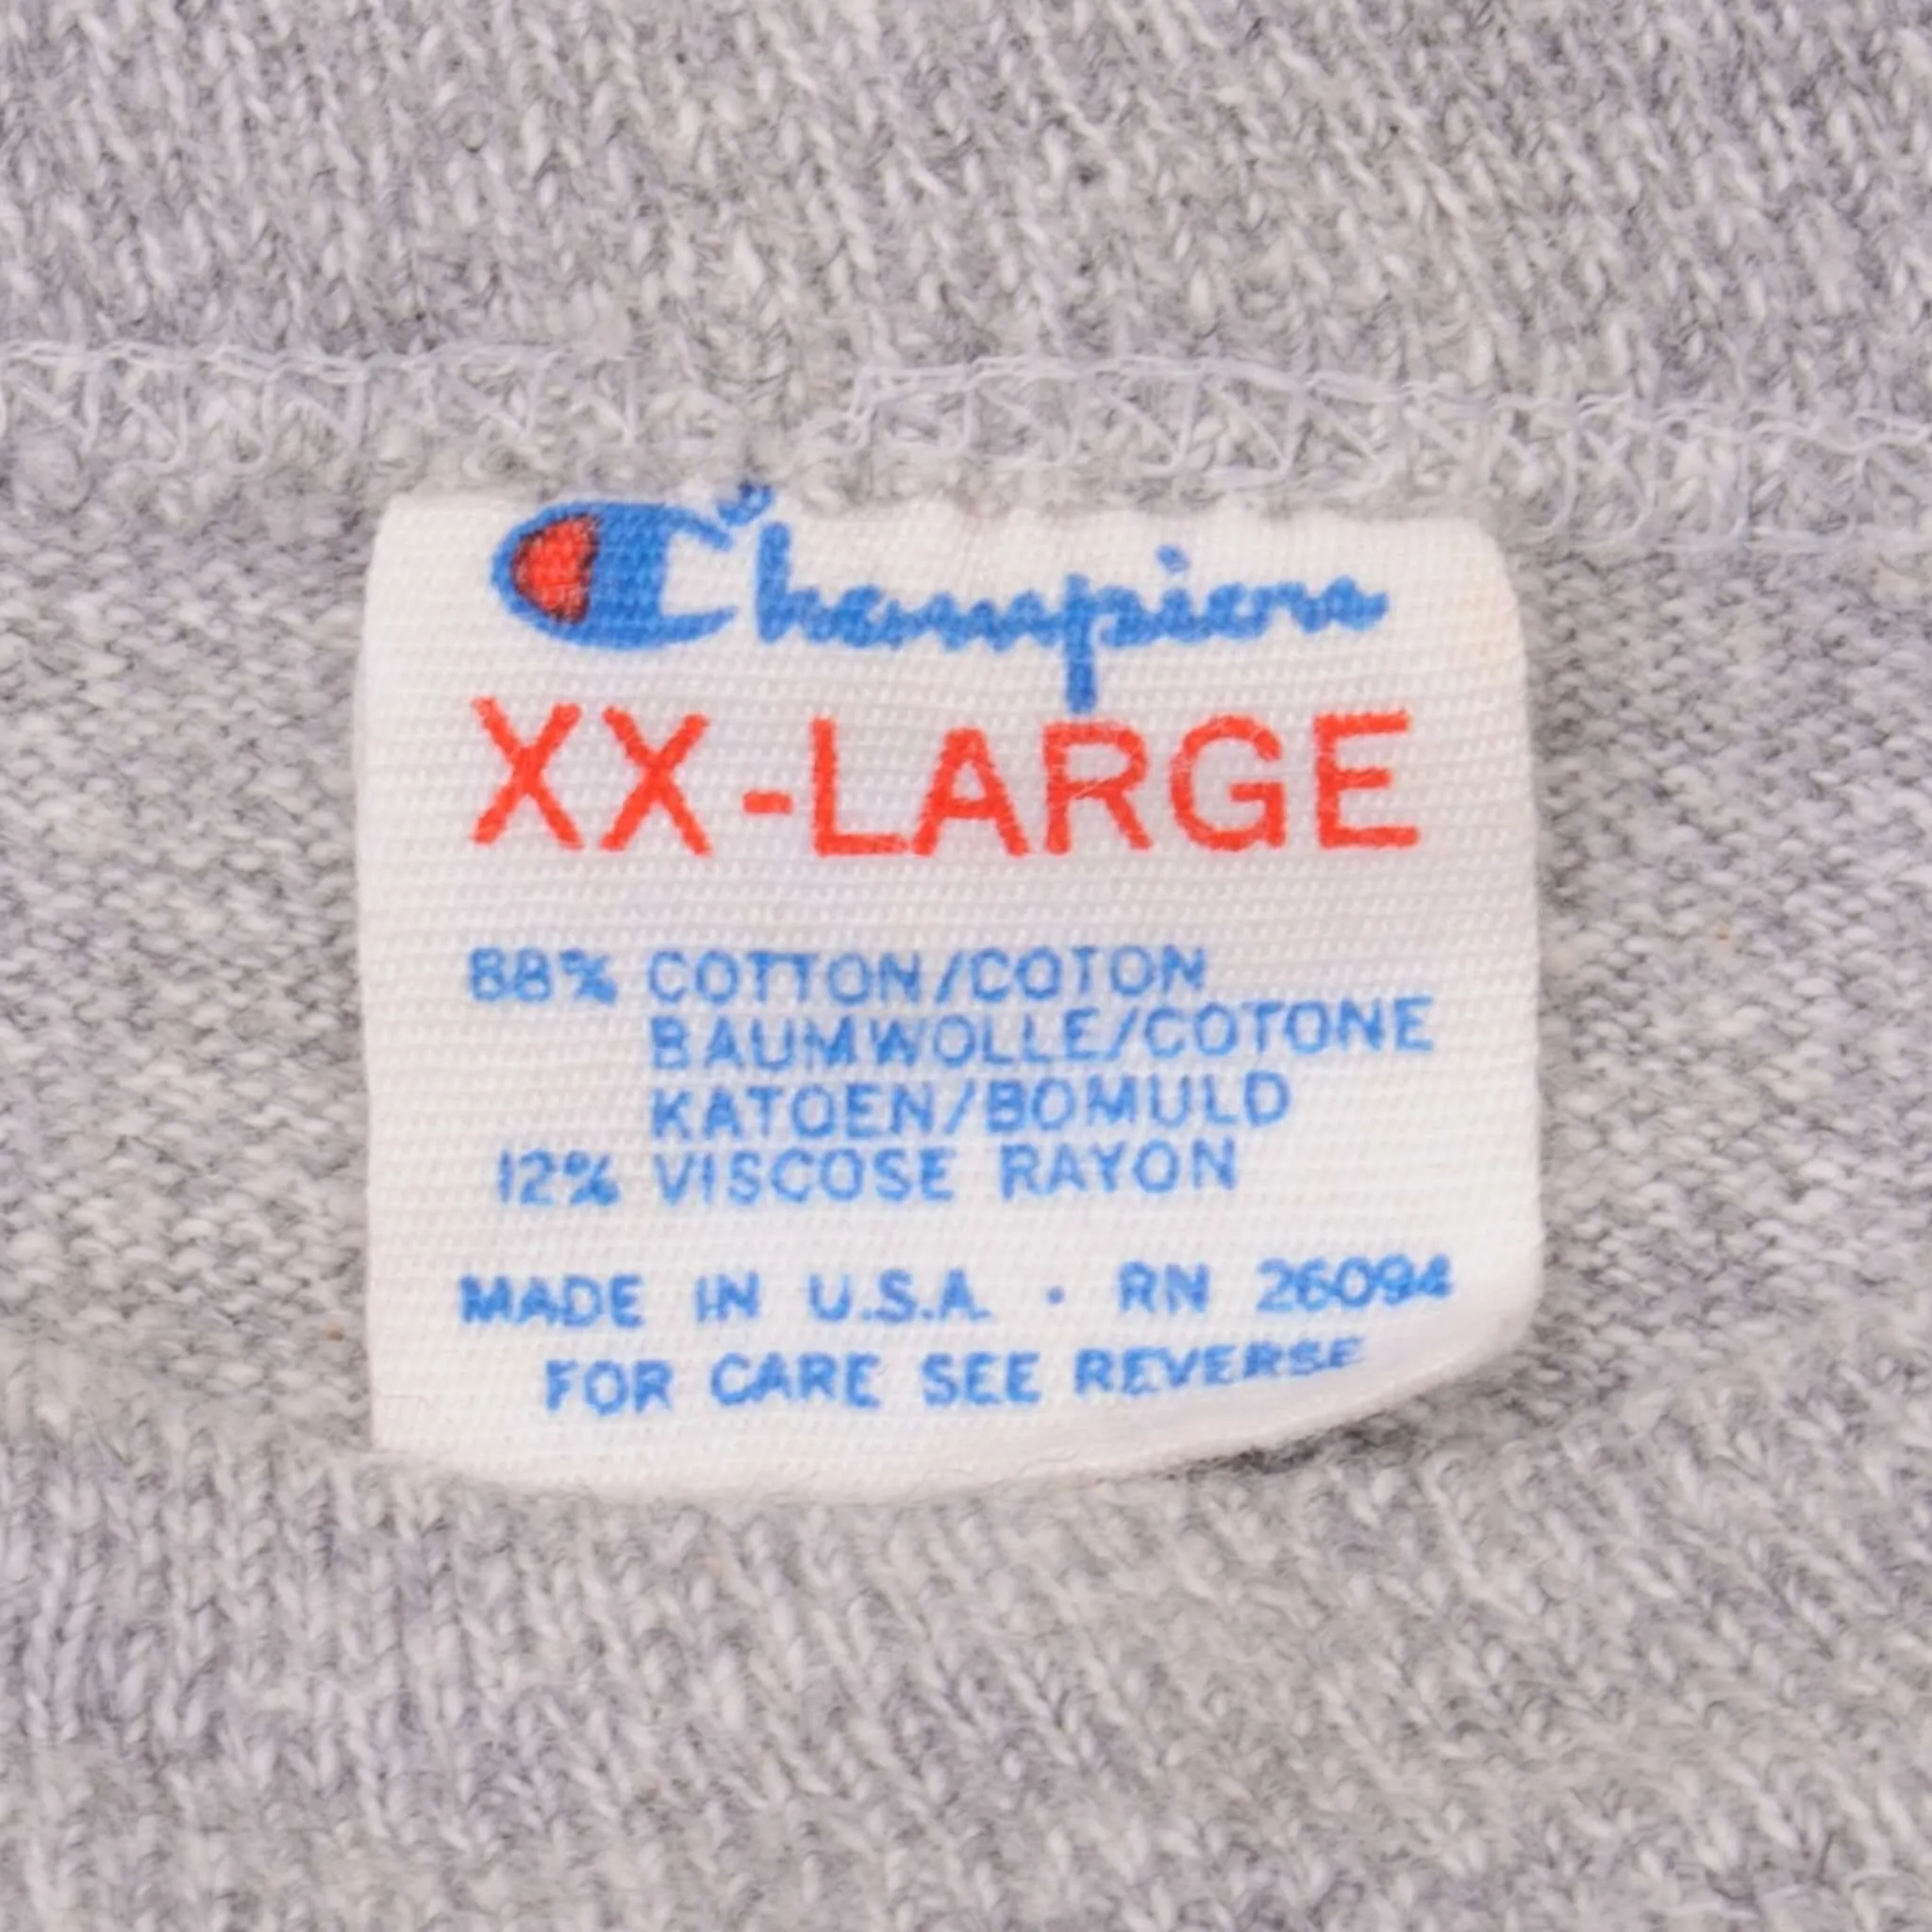 Champion
XX-LARGE
88% COTTON/COTON
BAUMWOLLE/COTONE
KATOEN/BOMULD
12% VISCOSE RAYON
MADE IN U.S.A. · RN 26094
FOR CARE SEE REVERSE